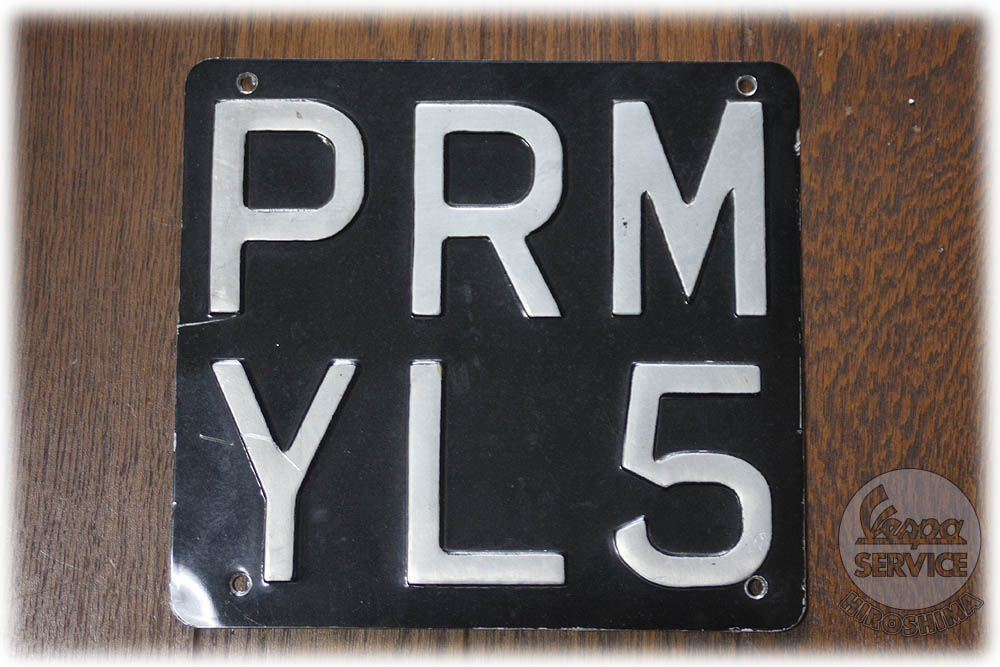 PRM
YL5
Vespa
SERVICE
HIROSHIMA